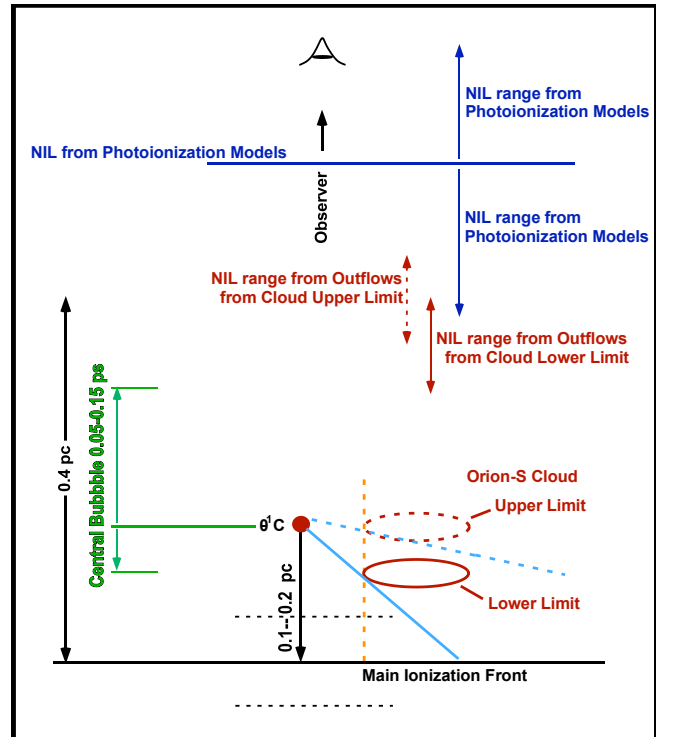 NIL range from
Photoionization Models
NIL from Photoionization Models
Observer
NIL range from
Photoionization Models
NIL range from Outflows
from Cloud Upper Limit
NIL range from Outflows
from Cloud Lower Limit
0.4 pc
Central Bubbble 0.05-0.15 ps
Orion-S Cloud
Upper Limit
θ¹C
0.1-- 0.2 pc
Lower Limit
Main Ionization Front